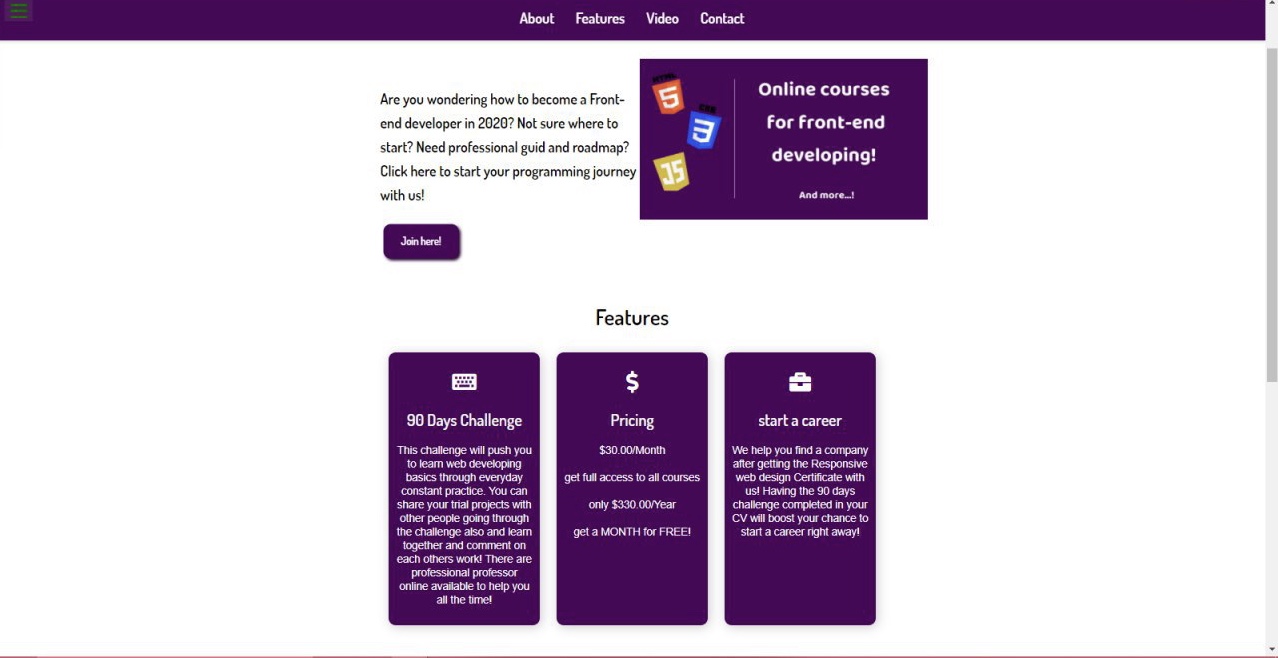 About Features Video Contact
Are you wondering how to become a Front-
end developer in 2020? Not sure where to
start? Need professional guid and roadmap?
Click here to start your programming journey
with us!
Join here!
HTML
5
CSS
3
JS
Online courses
for front-end
developing!
And more...!
Features
90 Days Challenge
This challenge will push you
to learn web developing
basics through everyday
constant practice. You can
share your trial projects with
other people going through
the challenge also and learn
together and comment on
each others work! There are
professional professor
online available to help you
all the time!
Pricing
$30.00/Month
get full access to all courses
only $330.00/Year
get a MONTH for FREE!
start a career
We help you find a company
after getting the Responsive
web design Certificate with
us! Having the 90 days
challenge completed in your
CV will boost your chance to
start a career right away!